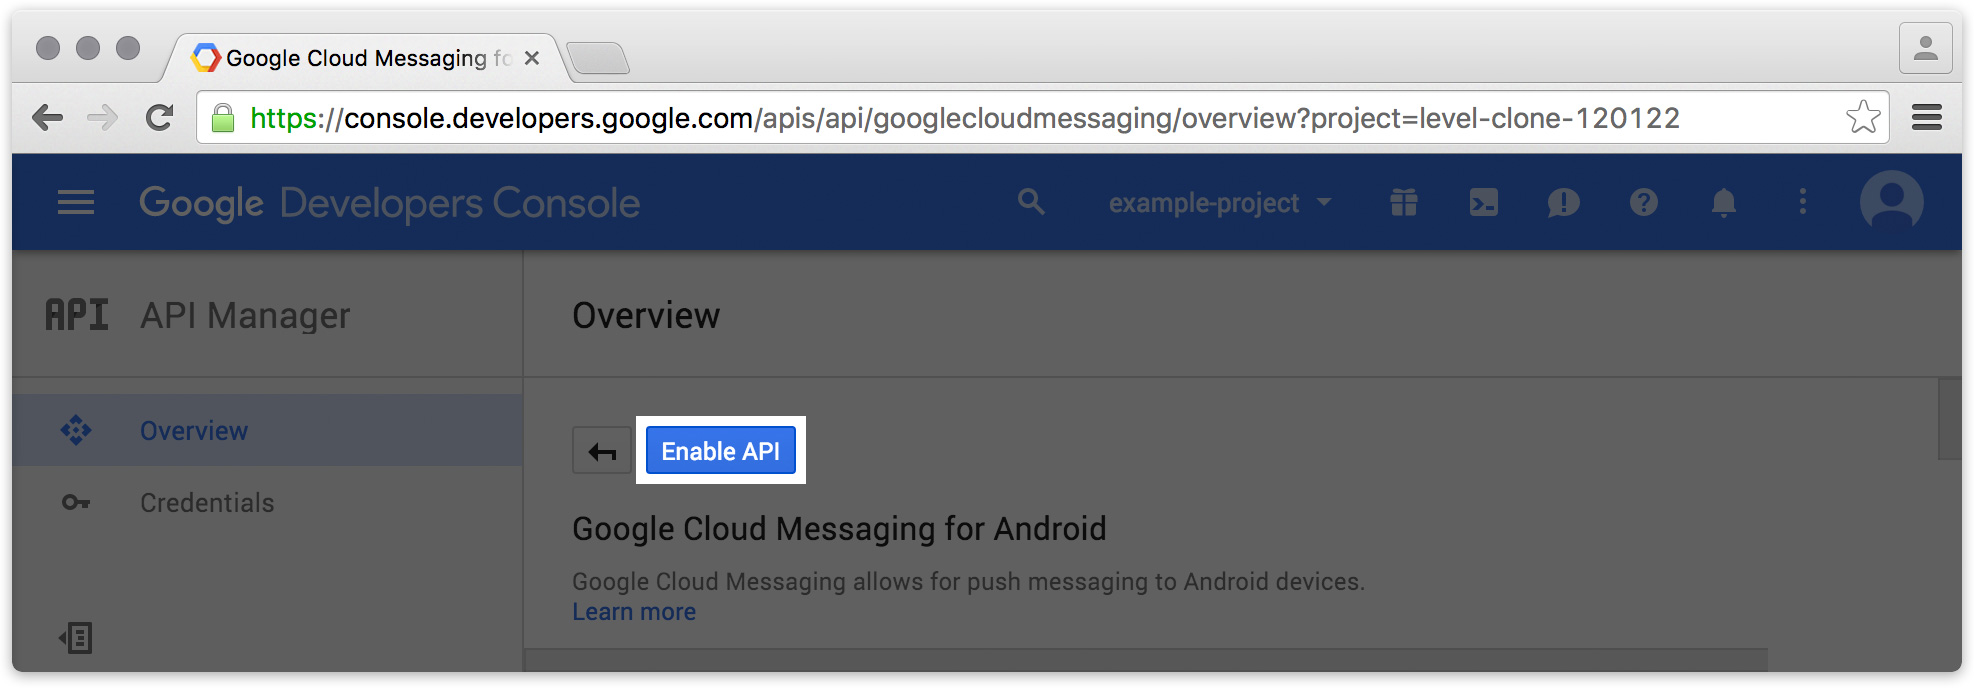 Google Cloud Messaging fo
https://console.developers.google.com/apis/api/googlecloudmessaging/overview?project=level-clone-120122
Google Developers Console
example-project
API API Manager
Overview
Overview
Credentials
Enable API
Google Cloud Messaging for Android
Google Cloud Messaging allows for push messaging to Android devices.
Learn more